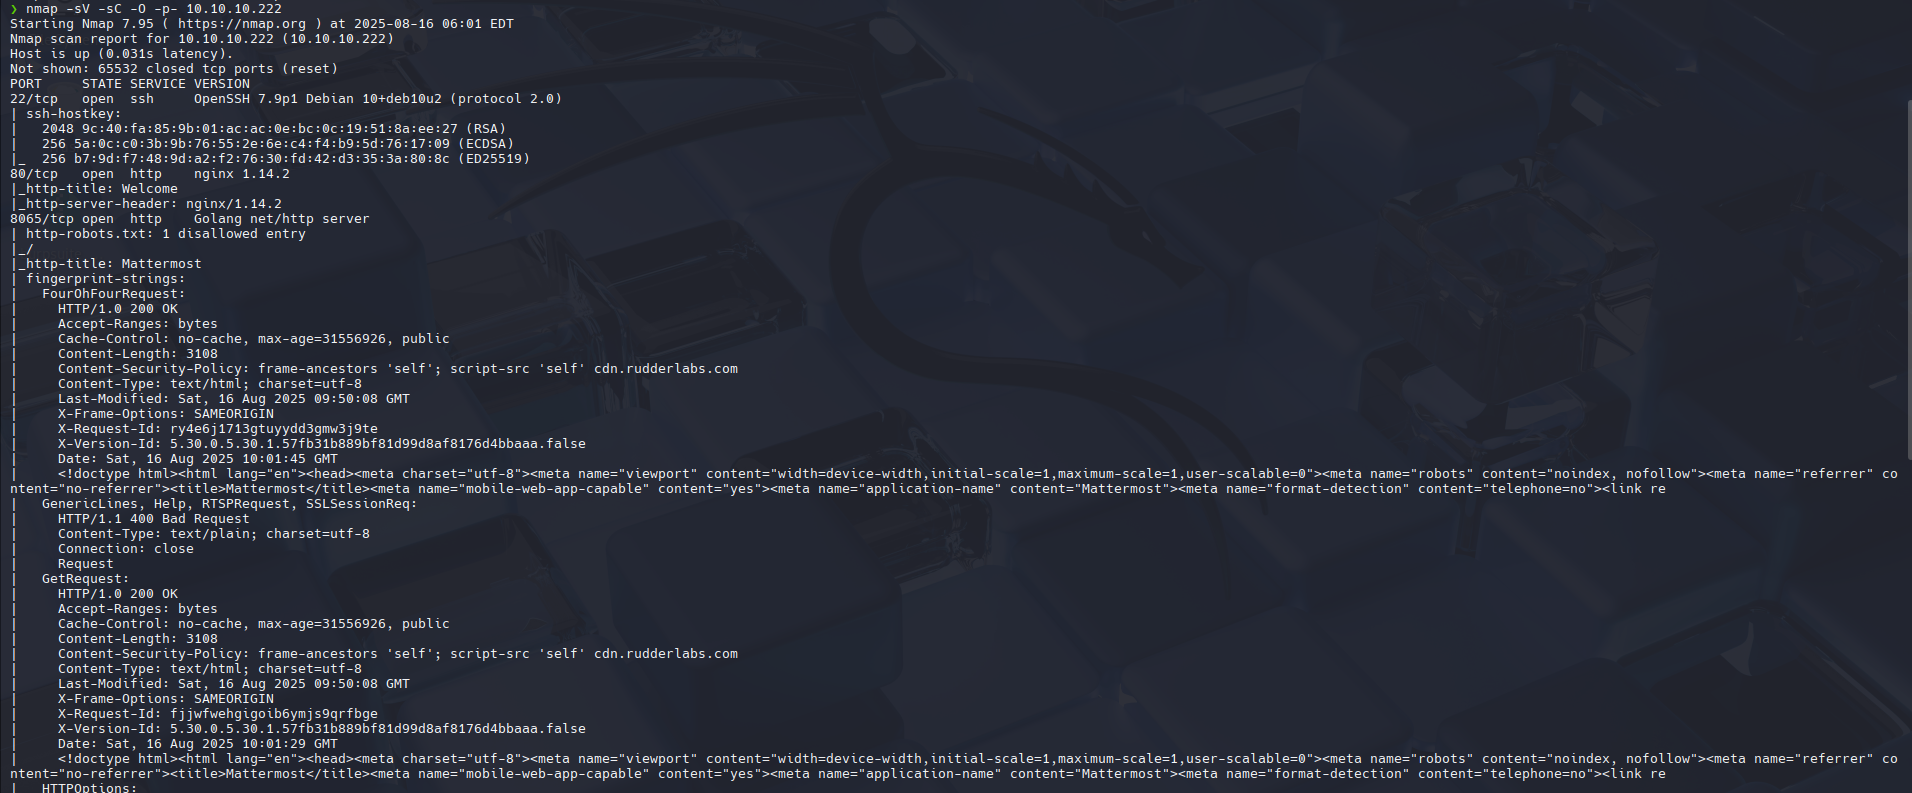 ❯ nmap -sV -sC -O -p- 10.10.10.222
Starting Nmap 7.95 ( https://nmap.org ) at 2025-08-16 06:01 EDT
Nmap scan report for 10.10.10.222 (10.10.10.222)
Host is up (0.031s latency).
Not shown: 65532 closed tcp ports (reset)
PORT     STATE SERVICE VERSION
22/tcp   open  ssh     OpenSSH 7.9p1 Debian 10+deb10u2 (protocol 2.0)
| ssh-hostkey:
|   2048 9c:40:fa:85:9b:01:ac:ac:0e:bc:0c:19:51:8a:ee:27 (RSA)
|   256 5a:0c:c0:3b:9b:76:55:2e:6e:c4:f4:b9:5d:76:17:09 (ECDSA)
|_  256 b7:9d:f7:48:9d:a2:f2:76:30:fd:42:d3:35:3a:80:8c (ED25519)
80/tcp   open  http    nginx 1.14.2
|_http-title: Welcome
|_http-server-header: nginx/1.14.2
8065/tcp open  http    Golang net/http server
| http-robots.txt: 1 disallowed entry
|_/
|_http-title: Mattermost
| fingerprint-strings:
|   FourOhFourRequest:
|     HTTP/1.0 200 OK
|     Accept-Ranges: bytes
|     Cache-Control: no-cache, max-age=31556926, public
|     Content-Length: 3108
|     Content-Security-Policy: frame-ancestors 'self'; script-src 'self' cdn.rudderlabs.com
|     Content-Type: text/html; charset=utf-8
|     Last-Modified: Sat, 16 Aug 2025 09:50:08 GMT
|     X-Frame-Options: SAMEORIGIN
|     X-Request-Id: ry4e6j1713gtuyydd3gmw3j9te
|     X-Version-Id: 5.30.0.5.30.1.57fb31b889bf81d99d8af8176d4bbaaa.false
|     Date: Sat, 16 Aug 2025 10:01:45 GMT
|     <!doctype html><html lang="en"><head><meta charset="utf-8"><meta name="viewport" content="width=device-width,initial-scale=1,maximum-scale=1,user-scalable=0"><meta name="robots" content="noindex, nofollow"><meta name="referrer" co
ntent="no-referrer"><title>Mattermost</title><meta name="mobile-web-app-capable" content="yes"><meta name="application-name" content="Mattermost"><meta name="format-detection" content="telephone=no"><link re
|   GenericLines, Help, RTSPRequest, SSLSessionReq:
|     HTTP/1.1 400 Bad Request
|     Content-Type: text/plain; charset=utf-8
|     Connection: close
|     Request
|   GetRequest:
|     HTTP/1.0 200 OK
|     Accept-Ranges: bytes
|     Cache-Control: no-cache, max-age=31556926, public
|     Content-Length: 3108
|     Content-Security-Policy: frame-ancestors 'self'; script-src 'self' cdn.rudderlabs.com
|     Content-Type: text/html; charset=utf-8
|     Last-Modified: Sat, 16 Aug 2025 09:50:08 GMT
|     X-Frame-Options: SAMEORIGIN
|     X-Request-Id: fjjwfwehgigoib6ymjs9qrfbge
|     X-Version-Id: 5.30.0.5.30.1.57fb31b889bf81d99d8af8176d4bbaaa.false
|     Date: Sat, 16 Aug 2025 10:01:29 GMT
|     <!doctype html><html lang="en"><head><meta charset="utf-8"><meta name="viewport" content="width=device-width,initial-scale=1,maximum-scale=1,user-scalable=0"><meta name="robots" content="noindex, nofollow"><meta name="referrer" co
ntent="no-referrer"><title>Mattermost</title><meta name="mobile-web-app-capable" content="yes"><meta name="application-name" content="Mattermost"><meta name="format-detection" content="telephone=no"><link re
|   HTTPOptions: